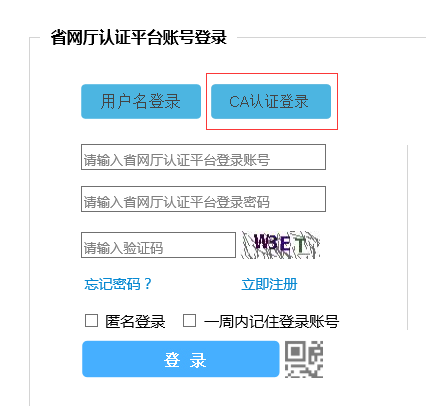 省网厅认证平台账号登录
用户名登录 CA认证登录
请输入省网厅认证平台登录账号
请输入省网厅认证平台登录密码
请输入验证码 W3ET
忘记密码？ 立即注册
匿名登录 一周内记住登录账号
登 录